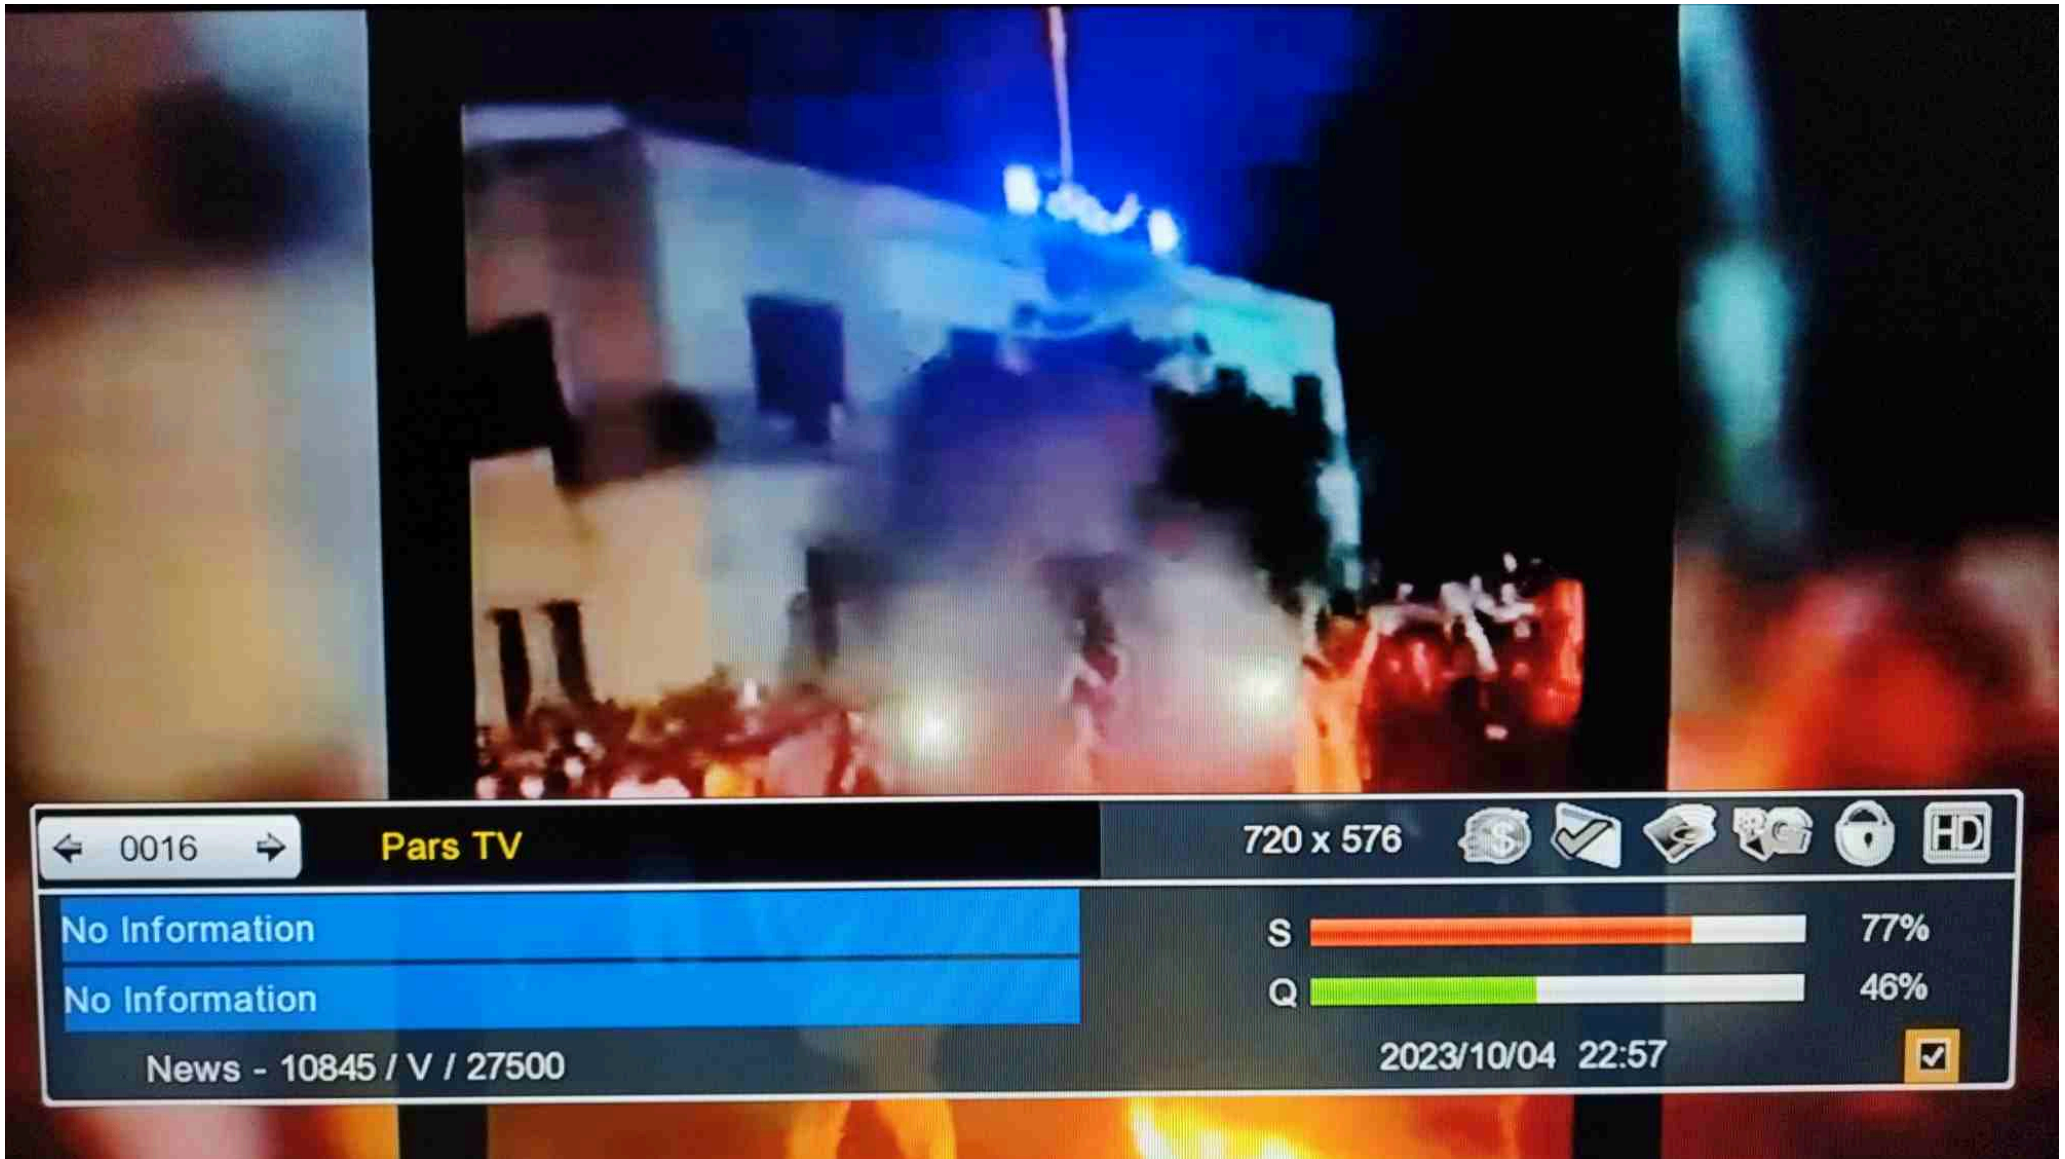 0016 Pars TV 720 x 576 HD
No Information
S 77%
No Information
Q 46%
News - 10845 / V / 27500 2023/10/04 22:57